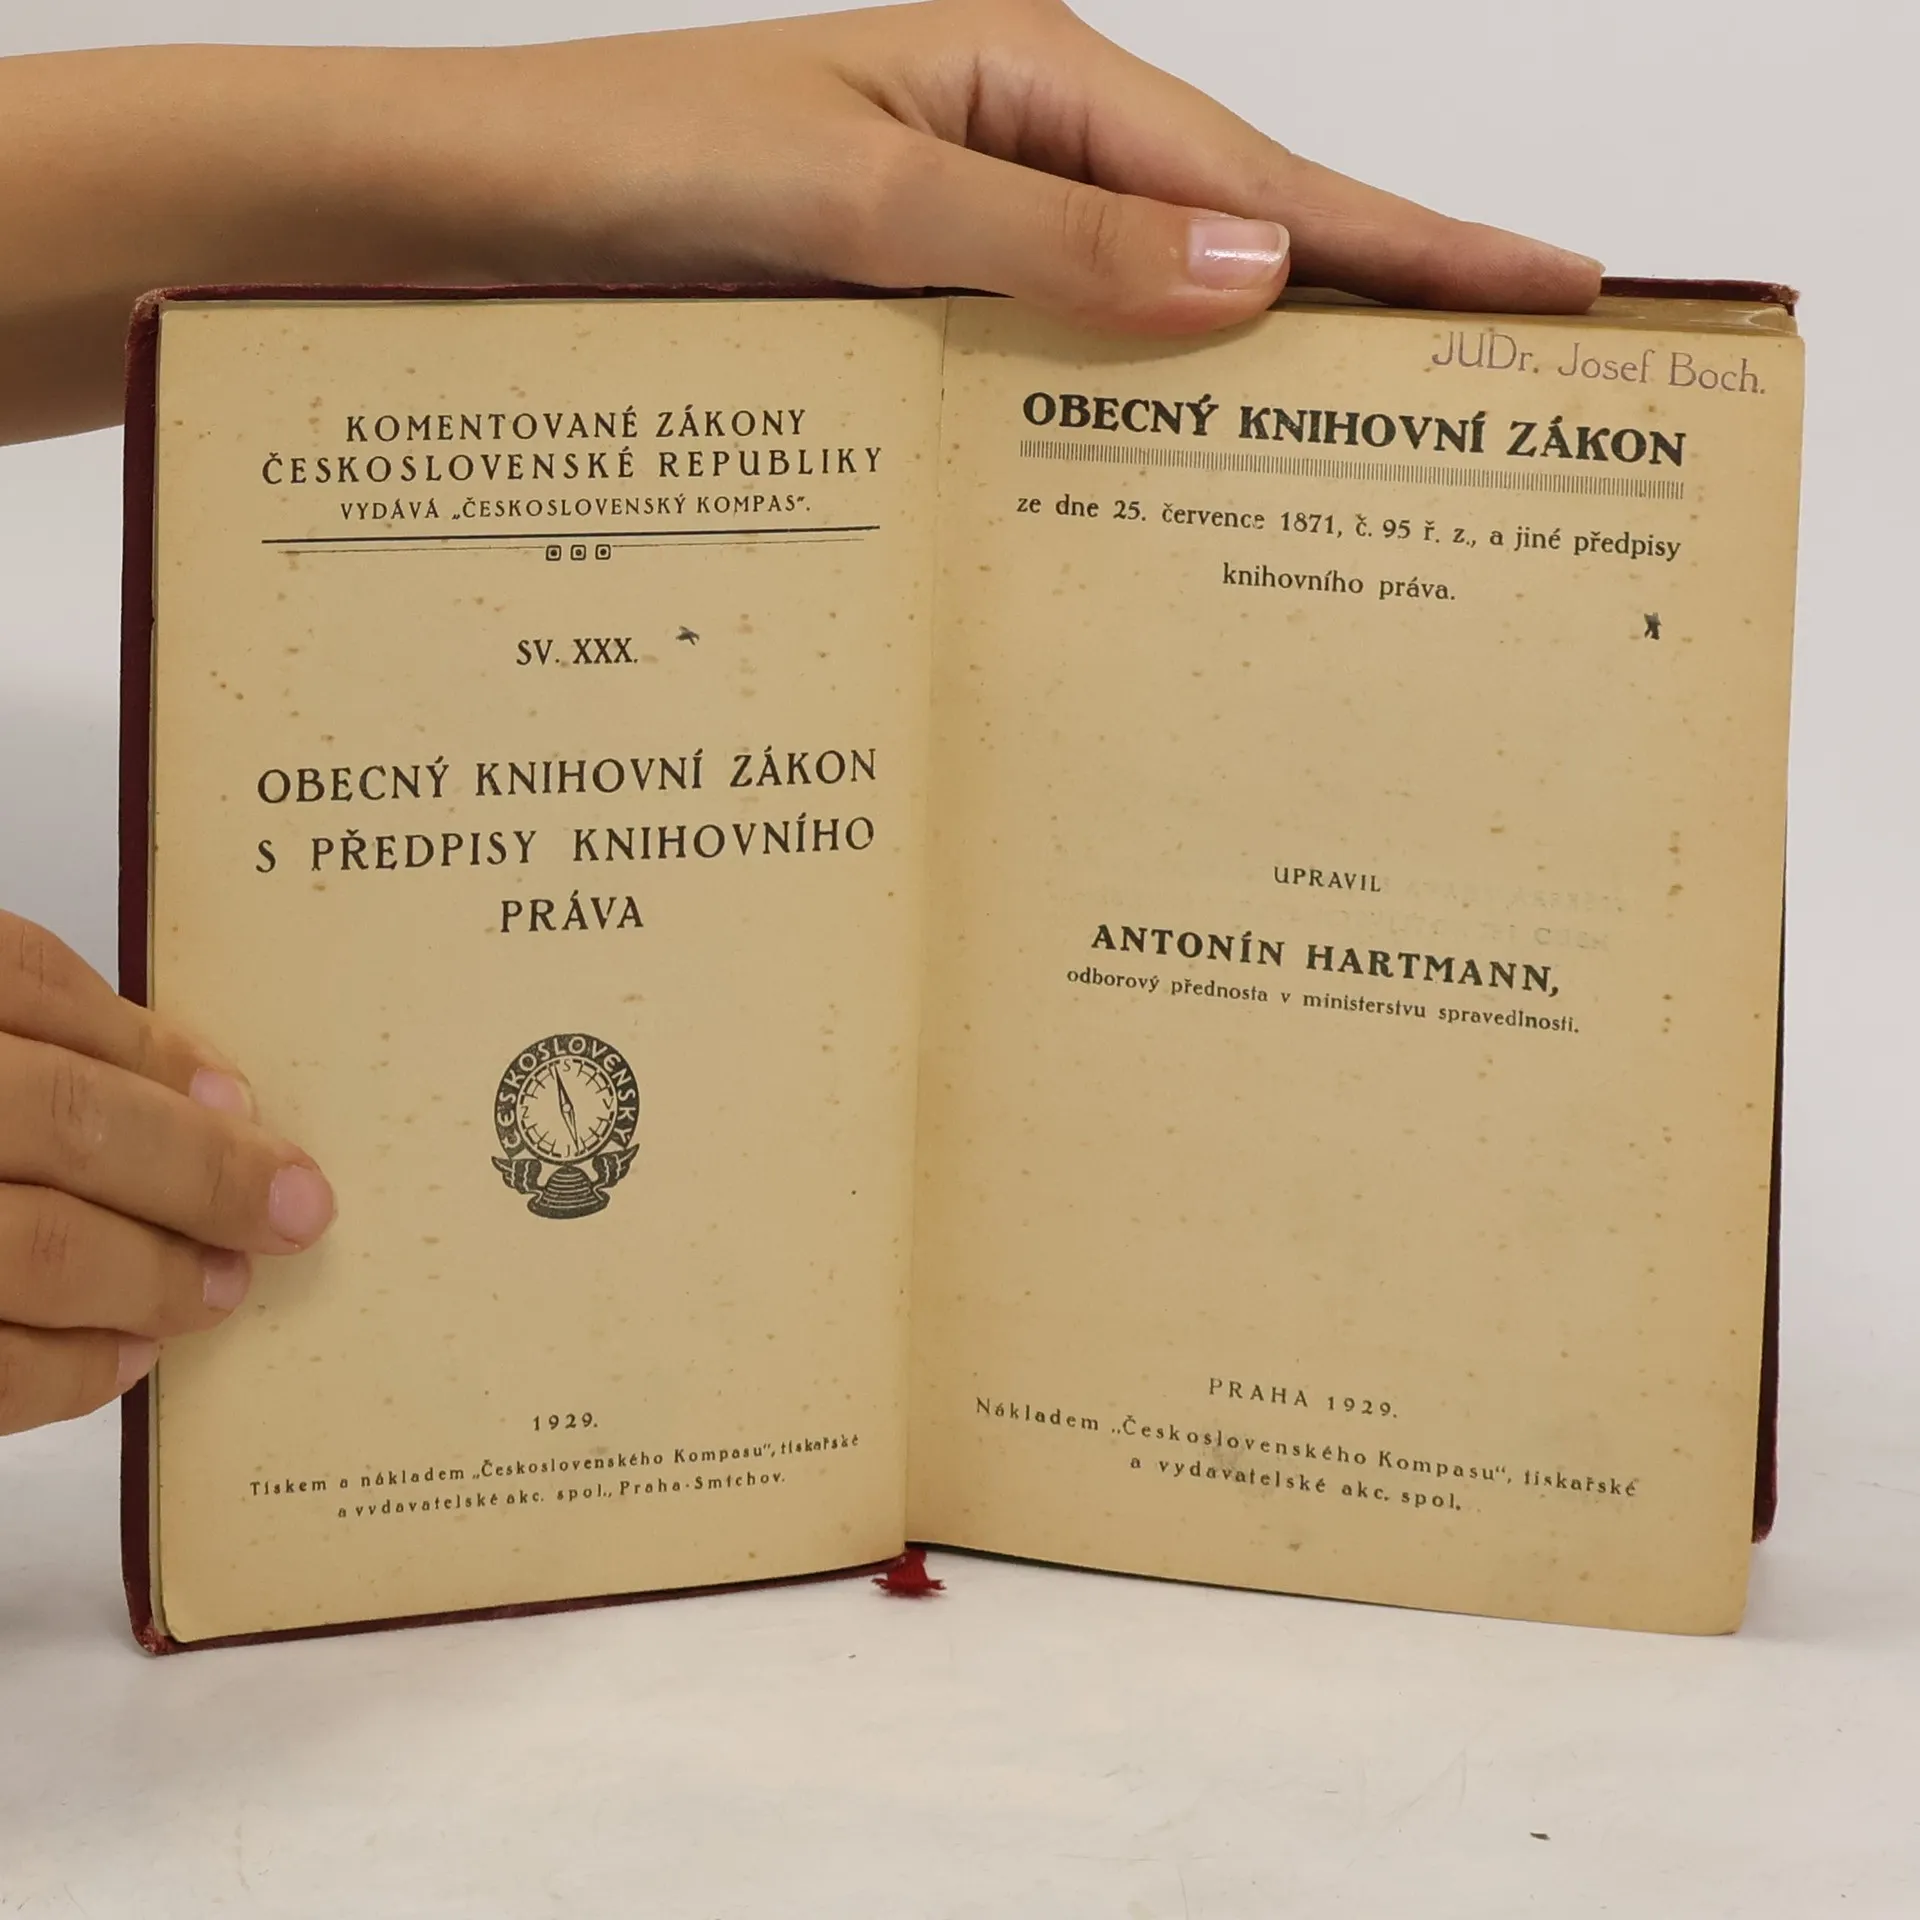 KOMENTOVANÉ ZÁKONY
ČESKOSLOVENSKÉ REPUBLIKY
VYDÁVÁ „ČESKOSLOVENSKÝ KOMPAS“.
SV. XXX.
OBECNÝ KNIHOVNÍ ZÁKON
S PŘEDPISY KNIHOVNÍHO
PRÁVA
ČESKOSLOVENSKÝ
S
Z V
J
1929.
Tiskem a nákladem „Československého Kompasu“, tiskařské
a vydavatelské akc. spol., Praha-Smíchov.
JUDr. Josef Boch.
OBECNÝ KNIHOVNÍ ZÁKON
ze dne 25. července 1871, č. 95 ř. z., a jiné předpisy
knihovního práva.
UPRAVIL
ANTONÍN HARTMANN,
odborový přednosta v ministerstvu spravedlnosti.
PRAHA 1929.
Nákladem „Československého Kompasu“, tiskařské
a vydavatelské akc. spol.